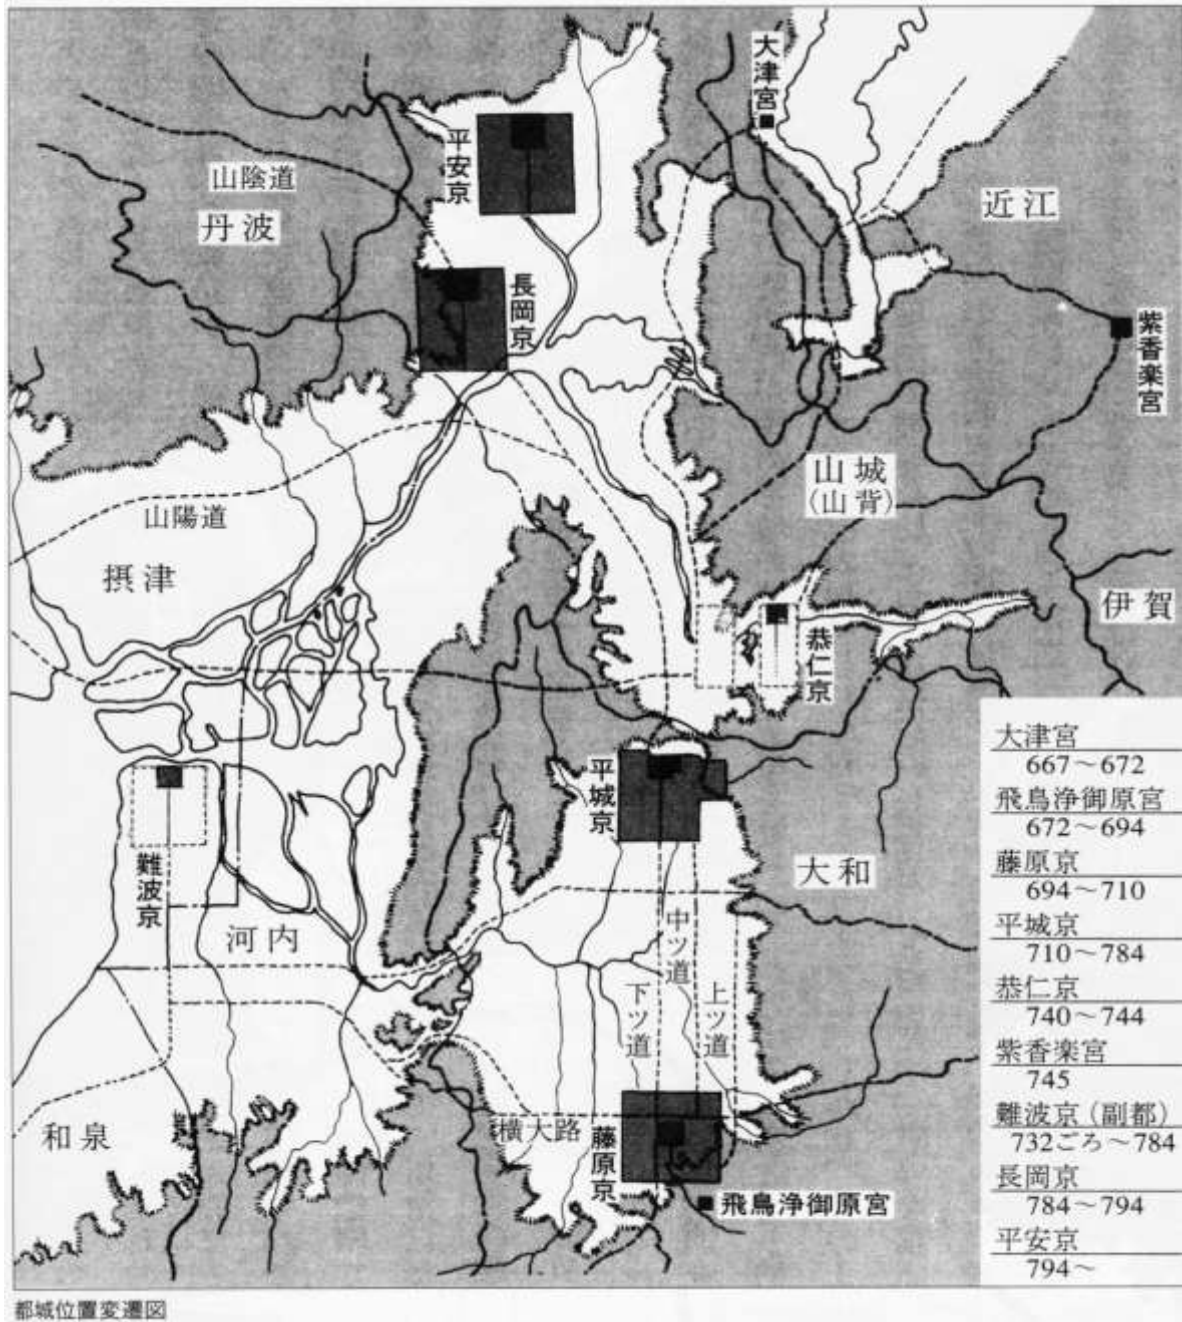 大津宮
平安京
山陰道
丹波
近江
長岡京
紫香楽宮
山城
(山背)
山陽道
摂津
伊賀
恭仁京
平城京
難波京
大和
河内
中ツ道
下ツ道
上ツ道
和泉
横大路
藤原京
飛鳥浄御原宮
大津宮
667～672
飛鳥浄御原宮
672～694
藤原京
694～710
平城京
710～784
恭仁京
740～744
紫香楽宮
745
難波京(副都)
732ごろ～784
長岡京
784～794
平安京
794～
都城位置変遷図